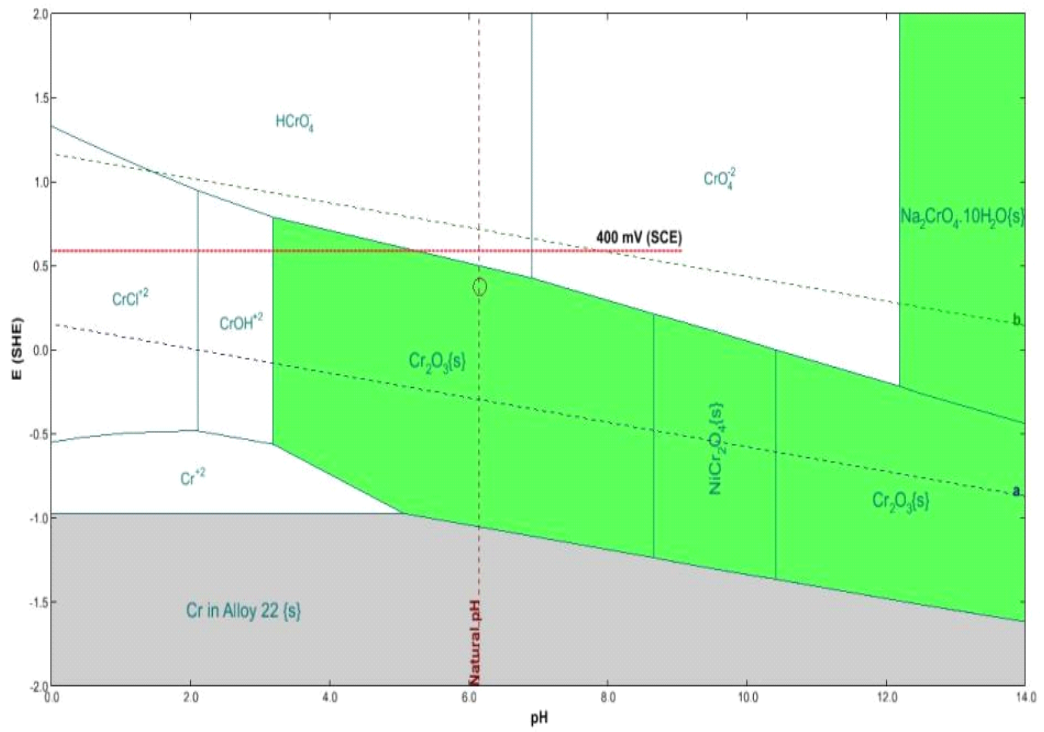 2.0
1.5
HCrO₄⁻
CrO₄⁻²
1.0
Na₂CrO₄.10H₂O{s}
400 mV (SCE)
0.5
CrCl⁺²
CrOH⁺²
b
E (SHE)
0.0
Cr₂O₃{s}
NiCr₂O₄{s}
-0.5
Cr⁺²
a
Cr₂O₃{s}
-1.0
-1.5
Cr in Alloy 22 {s}
Natural pH
-2.0
0.0 2.0 4.0 6.0 8.0 10.0 12.0 14.0
pH